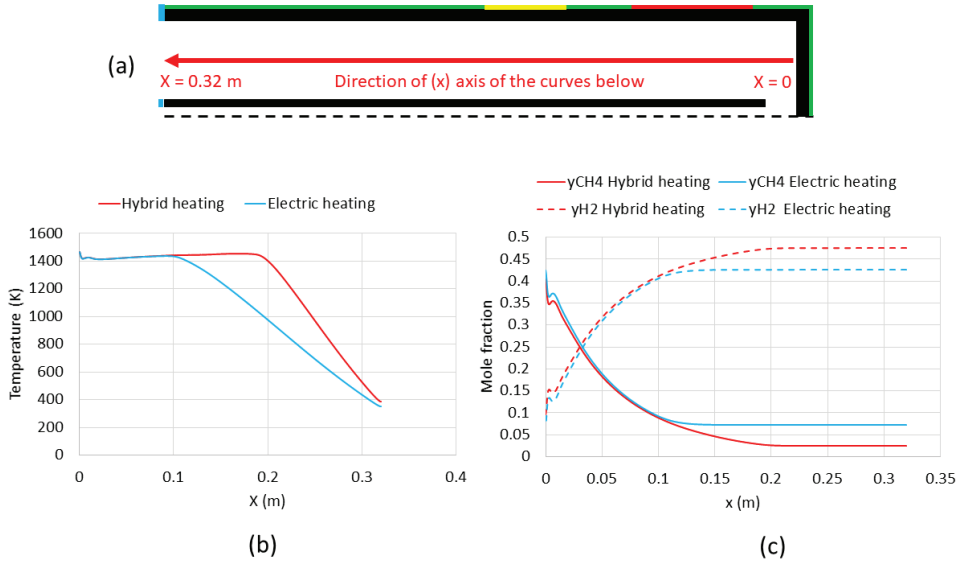 (a)
X = 0.32 m
Direction of (x) axis of the curves below
X = 0
Hybrid heating
Electric heating
Temperature (K)
1600
1400
1200
1000
800
600
400
200
0
0
0.1
0.2
0.3
0.4
X (m)
(b)
yCH4 Hybrid heating
yCH4 Electric heating
yH2 Hybrid heating
yH2 Electric heating
Mole fraction
0.5
0.45
0.4
0.35
0.3
0.25
0.2
0.15
0.1
0.05
0
0
0.05
0.1
0.15
0.2
0.25
0.3
0.35
x (m)
(c)